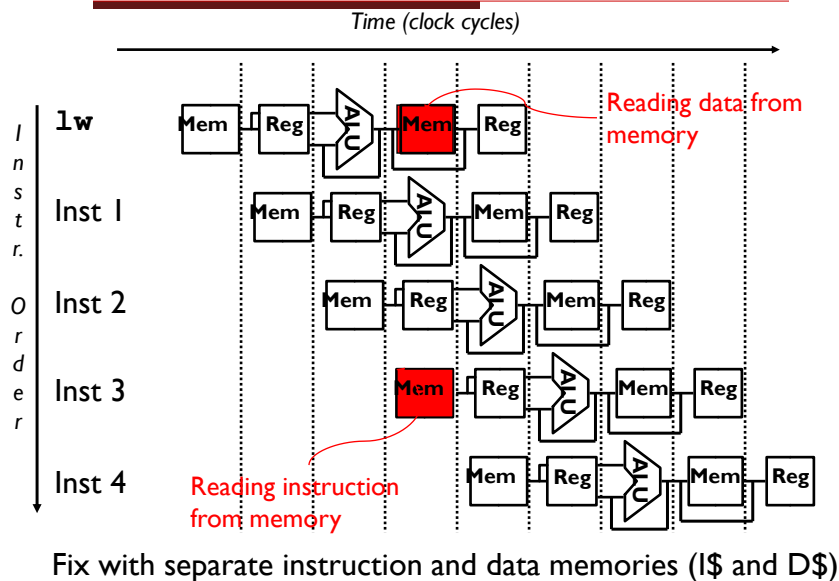 Time (clock cycles)
Instr. Order
lw
Mem Reg ALU Mem Reg
Reading data from
memory
Inst 1
Mem Reg ALU Mem Reg
Inst 2
Mem Reg ALU Mem Reg
Inst 3
Mem Reg ALU Mem Reg
Inst 4
Mem Reg ALU Mem Reg
Reading instruction
from memory
Fix with separate instruction and data memories (I$ and D$)